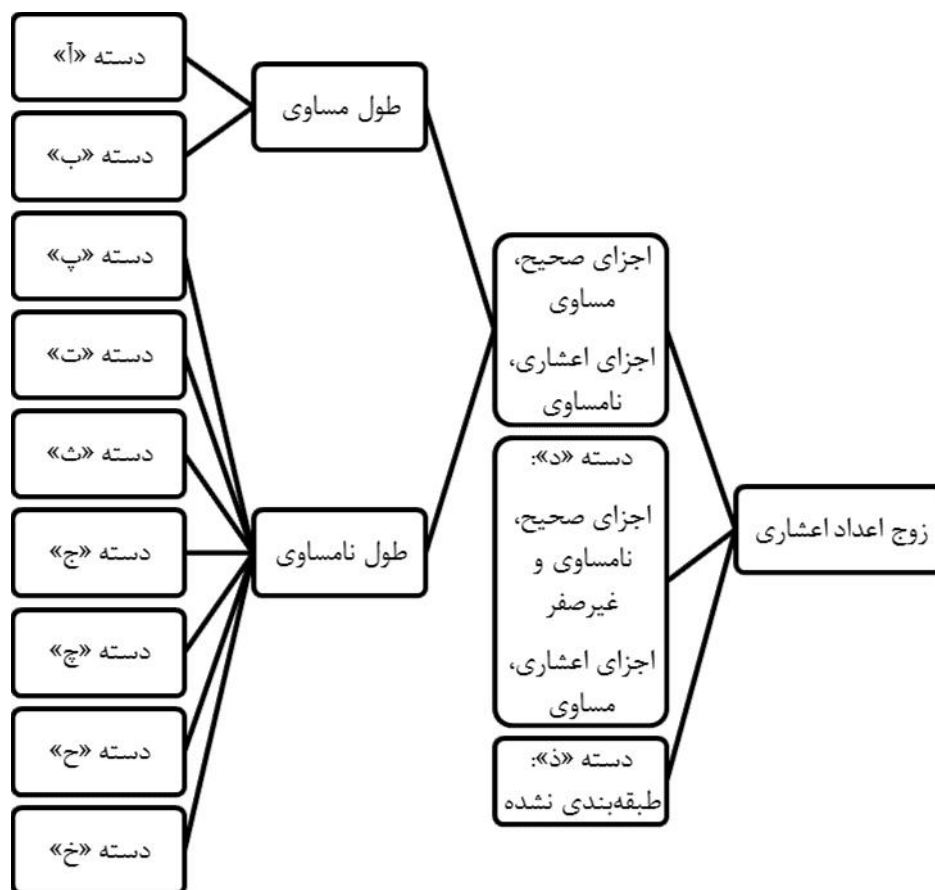 زوج اعداد اعشاری
اجزای صحیح،
مساوی
اجزای اعشاری،
نامساوی
دسته «د»:
اجزای صحیح،
نامساوی و
غیرصفر
اجزای اعشاری،
مساوی
دسته «ذ»:
طبقه‌بندی نشده
طول مساوی
طول نامساوی
دسته «آ»
دسته «ب»
دسته «پ»
دسته «ت»
دسته «ث»
دسته «ج»
دسته «چ»
دسته «ح»
دسته «خ»